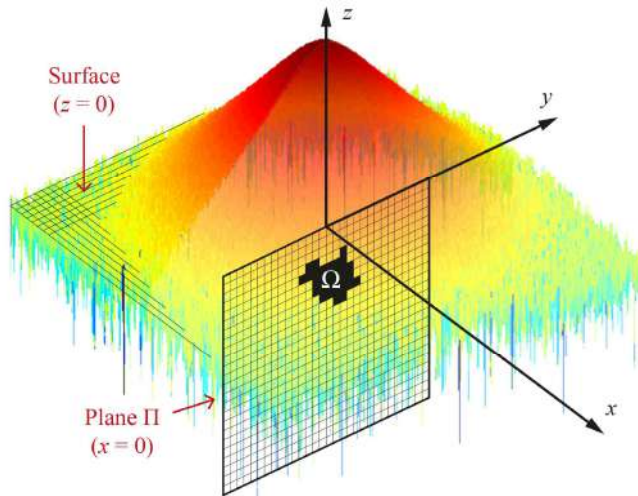 z
Surface
(z = 0)
y
Ω
x
Plane Π
(x = 0)